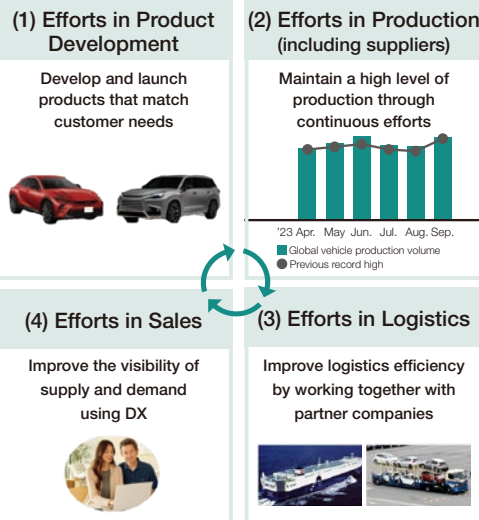 (1) Efforts in Product
Development
Develop and launch
products that match
customer needs
(2) Efforts in Production
(including suppliers)
Maintain a high level of
production through
continuous efforts
'23 Apr. May Jun. Jul. Aug. Sep.
Global vehicle production volume
Previous record high
(4) Efforts in Sales
Improve the visibility of
supply and demand
using DX
(3) Efforts in Logistics
Improve logistics efficiency
by working together with
partner companies